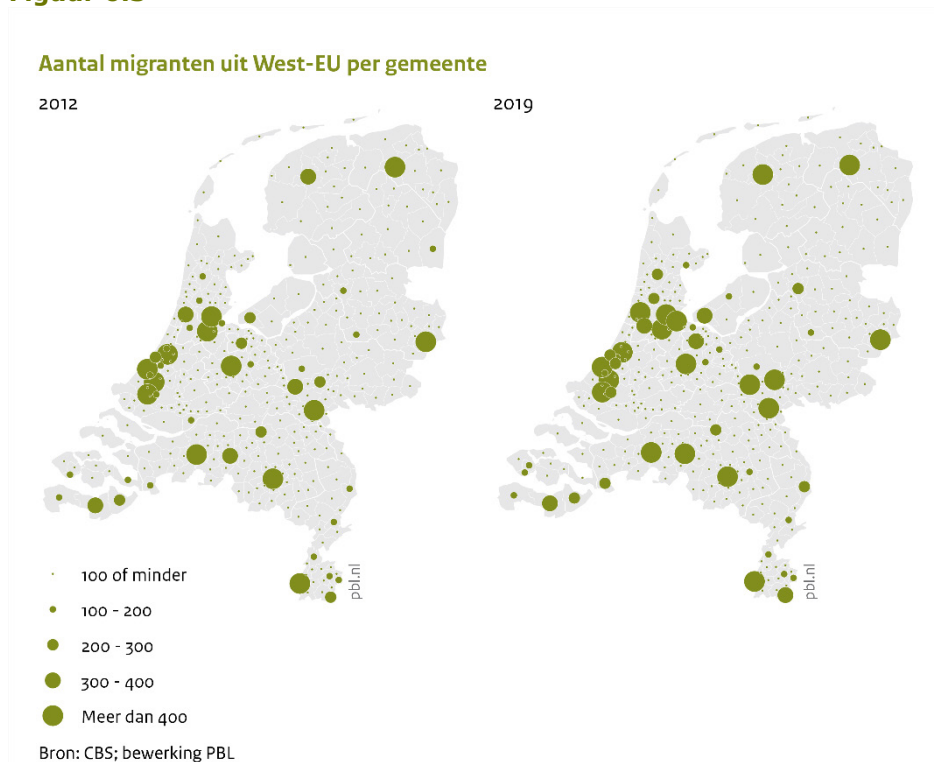 Aantal migranten uit West-EU per gemeente
2012
2019
100 of minder
100 - 200
200 - 300
300 - 400
Meer dan 400
pbl.nl
pbl.nl
Bron: CBS; bewerking PBL